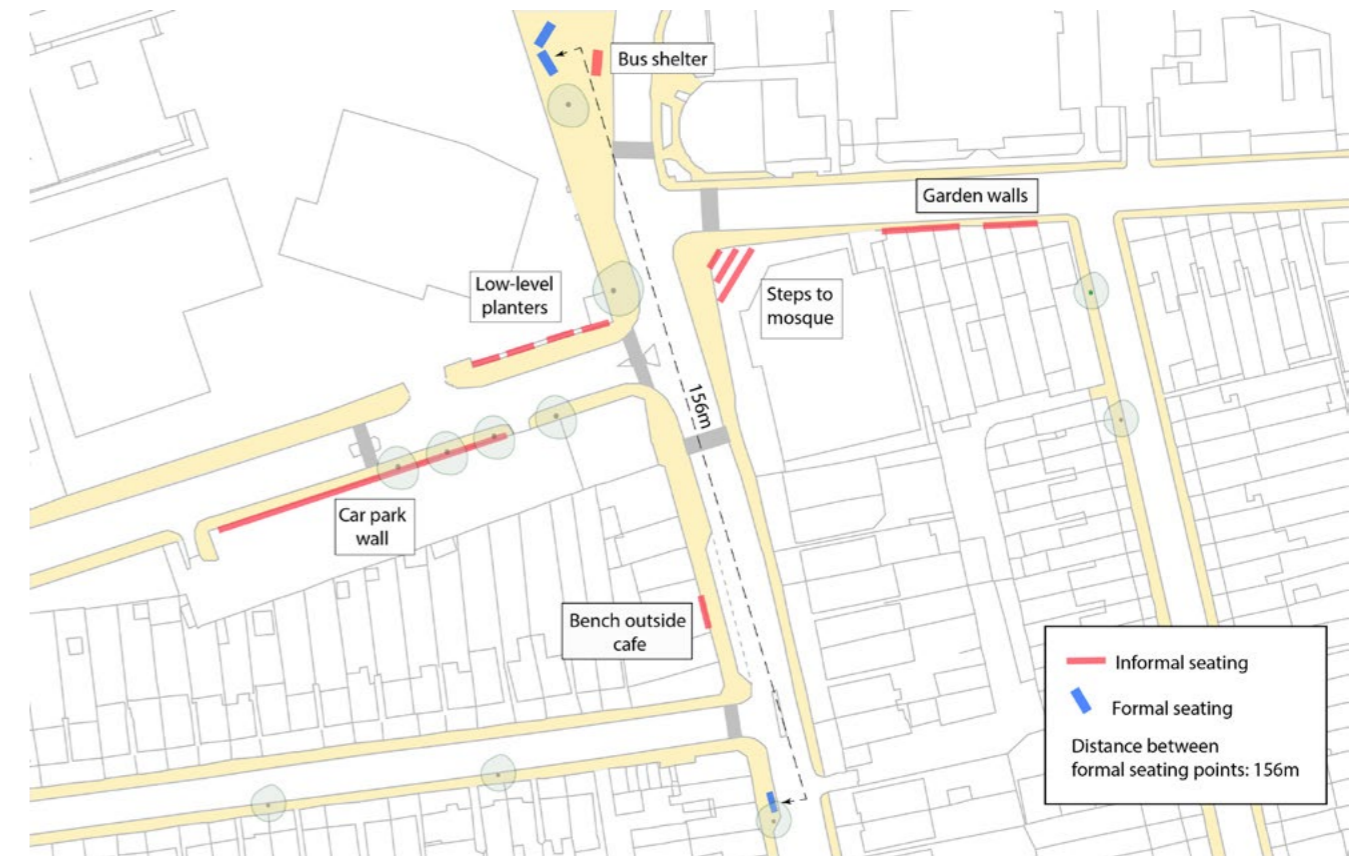 Bus shelter
Garden walls
Low-level
planters
Steps to
mosque
156m
Car park
wall
Bench outside
cafe
Informal seating
Formal seating
Distance between
formal seating points: 156m